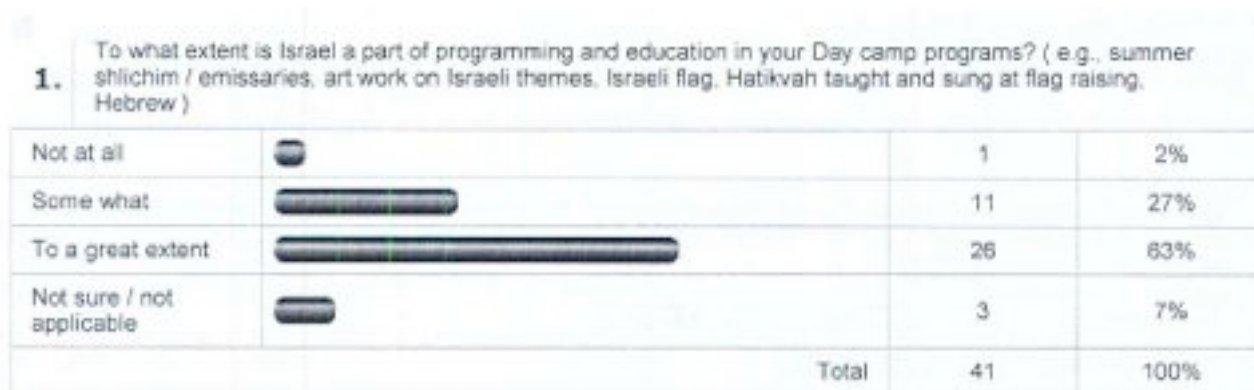 1. To what extent is Israel a part of programming and education in your Day camp programs? ( e.g., summer
shlichim / emissaries, art work on Israeli themes, Israeli flag, Hatikvah taught and sung at flag raising,
Hebrew )
Not at all 1 2%
Some what 11 27%
To a great extent 26 63%
Not sure / not
applicable 3 7%
Total 41 100%